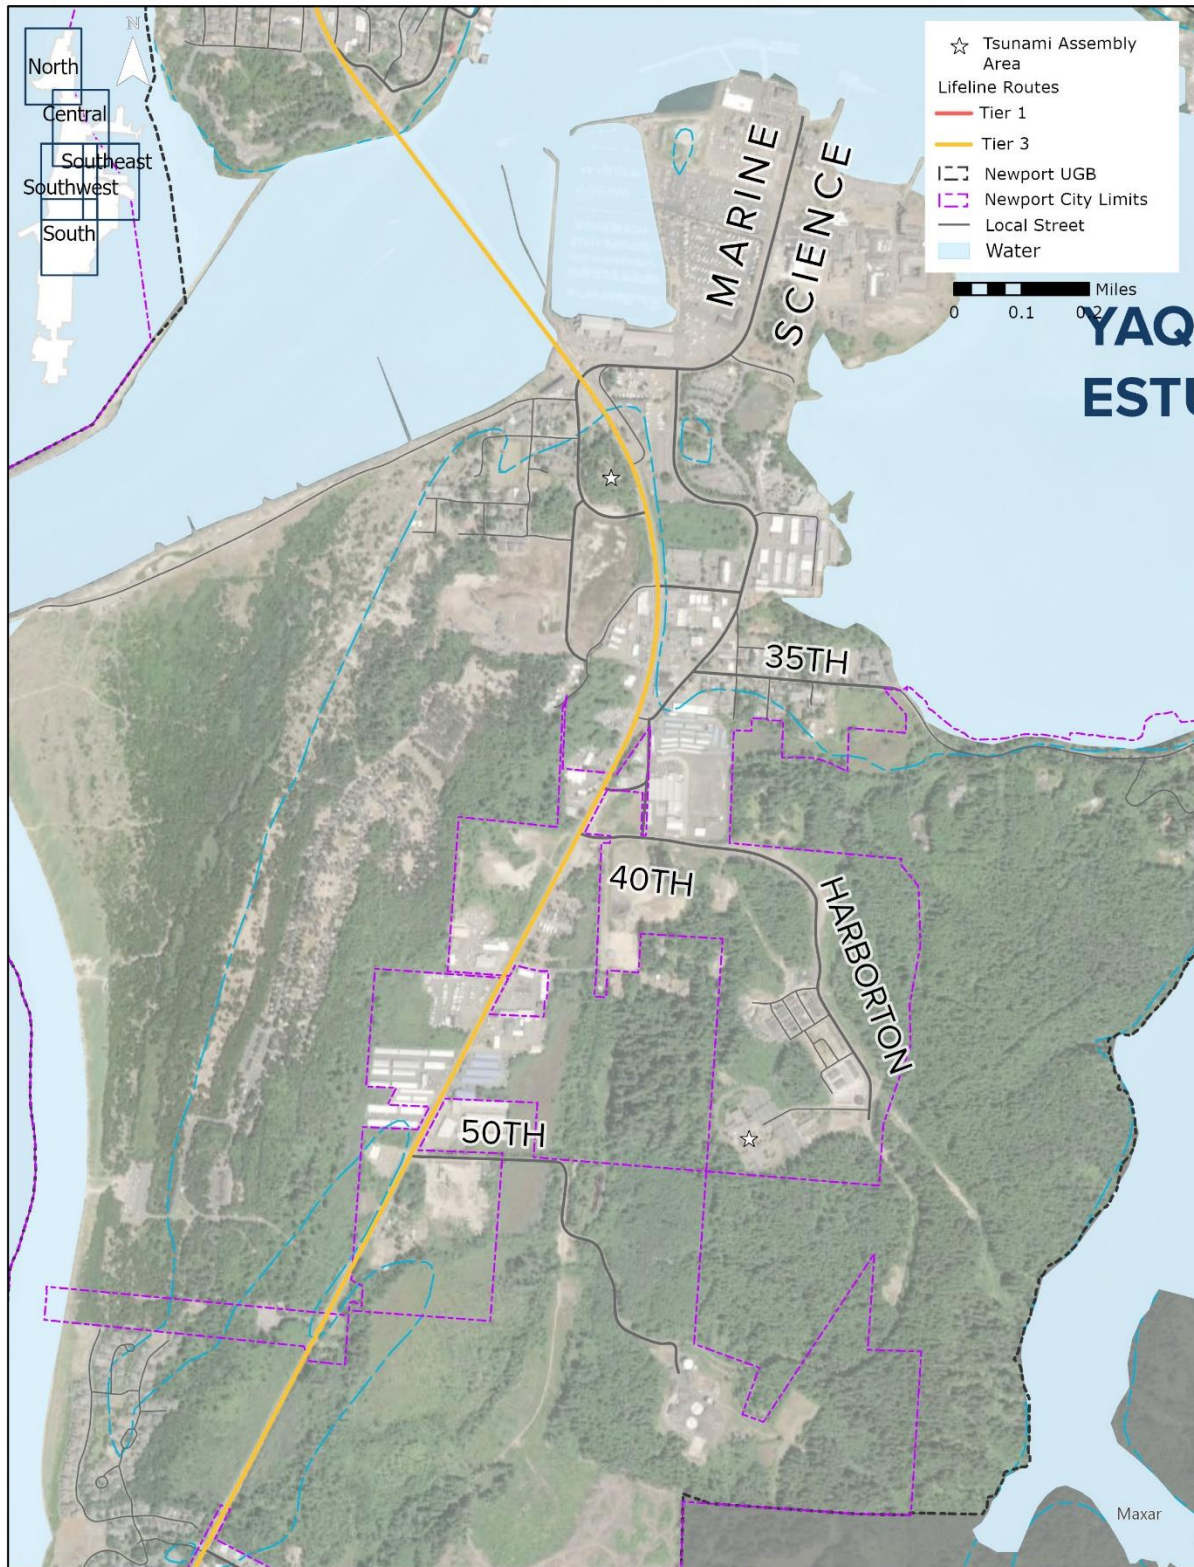 N
North
Central
Southeast
Southwest
South
Tsunami Assembly
Area
Lifeline Routes
Tier 1
Tier 3
Newport UGB
Newport City Limits
Local Street
Water
Miles
0 0.1 0.2
YAQ
ESTU
MARINE
SCIENCE
35TH
40TH
HARBORTON
50TH
Maxar